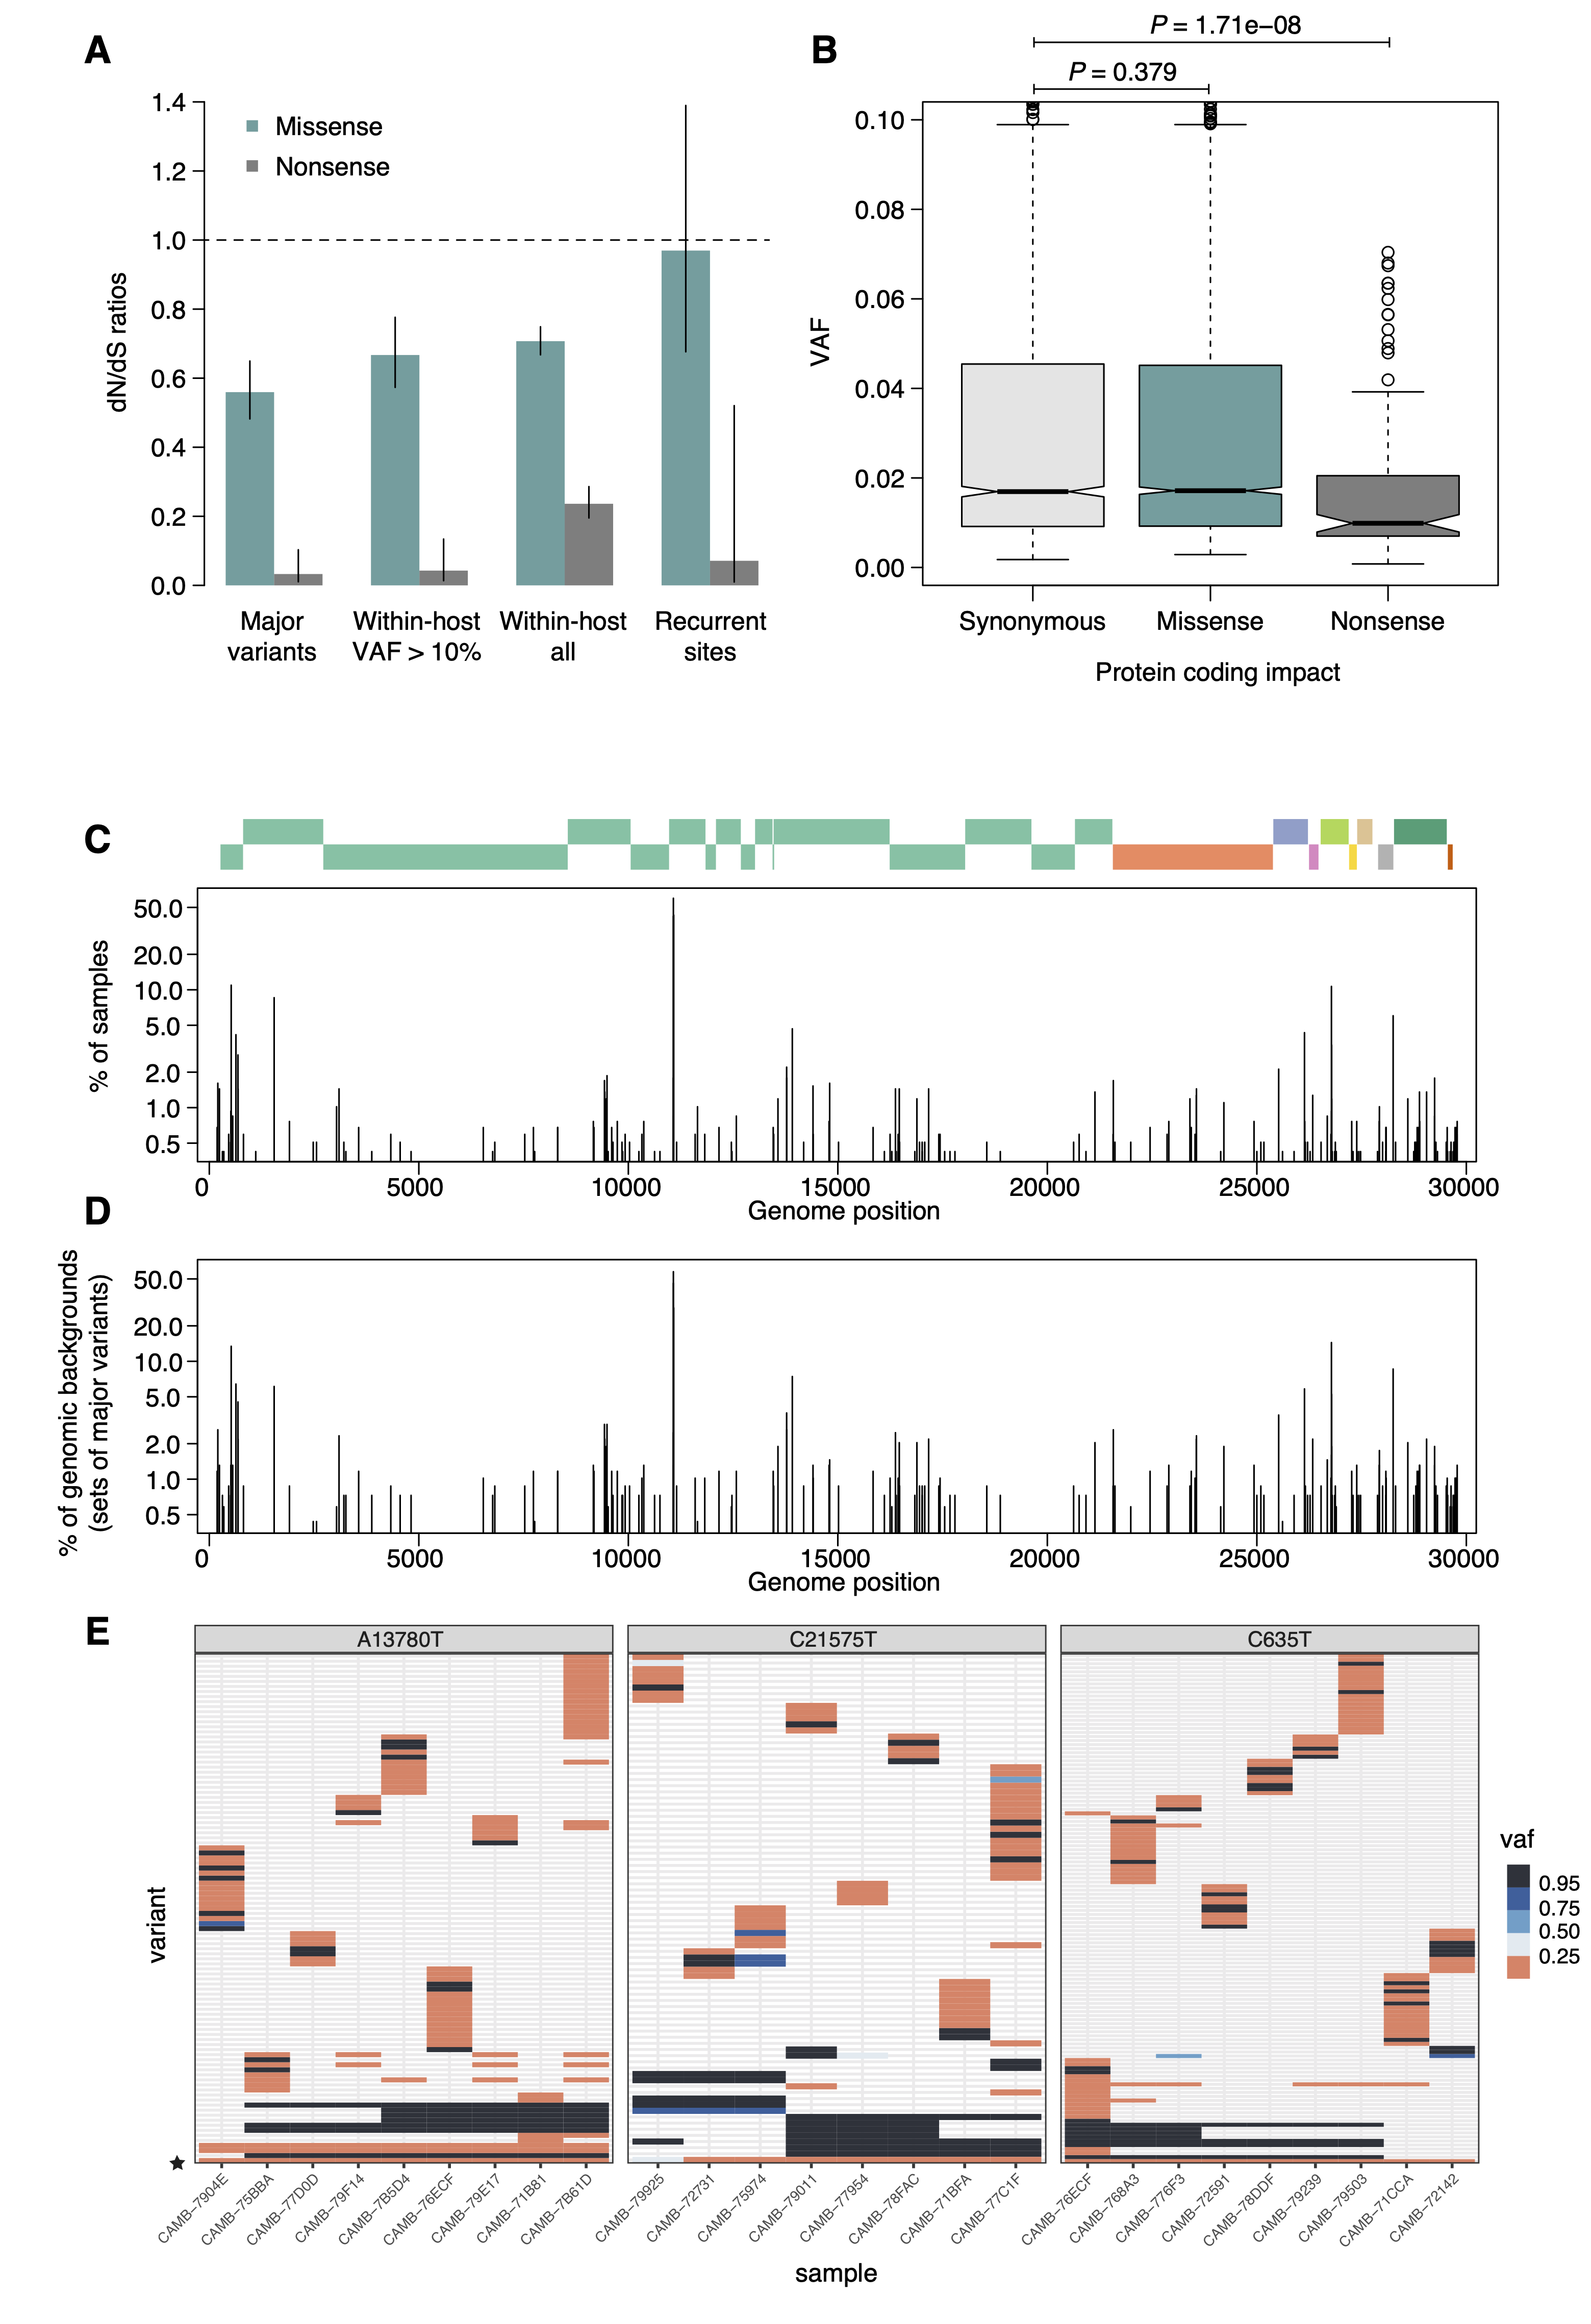 A
B
P = 1.71e−08
P = 0.379
1.4
1.2
1.0
0.8
0.6
0.4
0.2
0.0
dN/dS ratios
Missense
Nonsense
Major
variants
Within-host
VAF > 10%
Within-host
all
Recurrent
sites
0.10
0.08
0.06
0.04
0.02
0.00
VAF
Synonymous
Missense
Nonsense
Protein coding impact
C
% of samples
50.0
20.0
10.0
5.0
2.0
1.0
0.5
0
5000
10000
15000
20000
25000
30000
Genome position
D
% of genomic backgrounds
(sets of major variants)
50.0
20.0
10.0
5.0
2.0
1.0
0.5
0
5000
10000
15000
20000
25000
30000
Genome position
E
A13780T
C21575T
C635T
variant
vaf
0.95
0.75
0.50
0.25
CAMB−7904E
CAMB−75BBA
CAMB−77D0D
CAMB−79F14
CAMB−7B5D4
CAMB−76ECF
CAMB−79E17
CAMB−71B81
CAMB−7B61D
CAMB−79925
CAMB−72731
CAMB−75974
CAMB−79011
CAMB−77954
CAMB−78FAC
CAMB−71BFA
CAMB−77C1F
CAMB−76ECF
CAMB−768A3
CAMB−776F3
CAMB−72591
CAMB−78DDF
CAMB−79239
CAMB−79503
CAMB−71CCA
CAMB−72142
sample